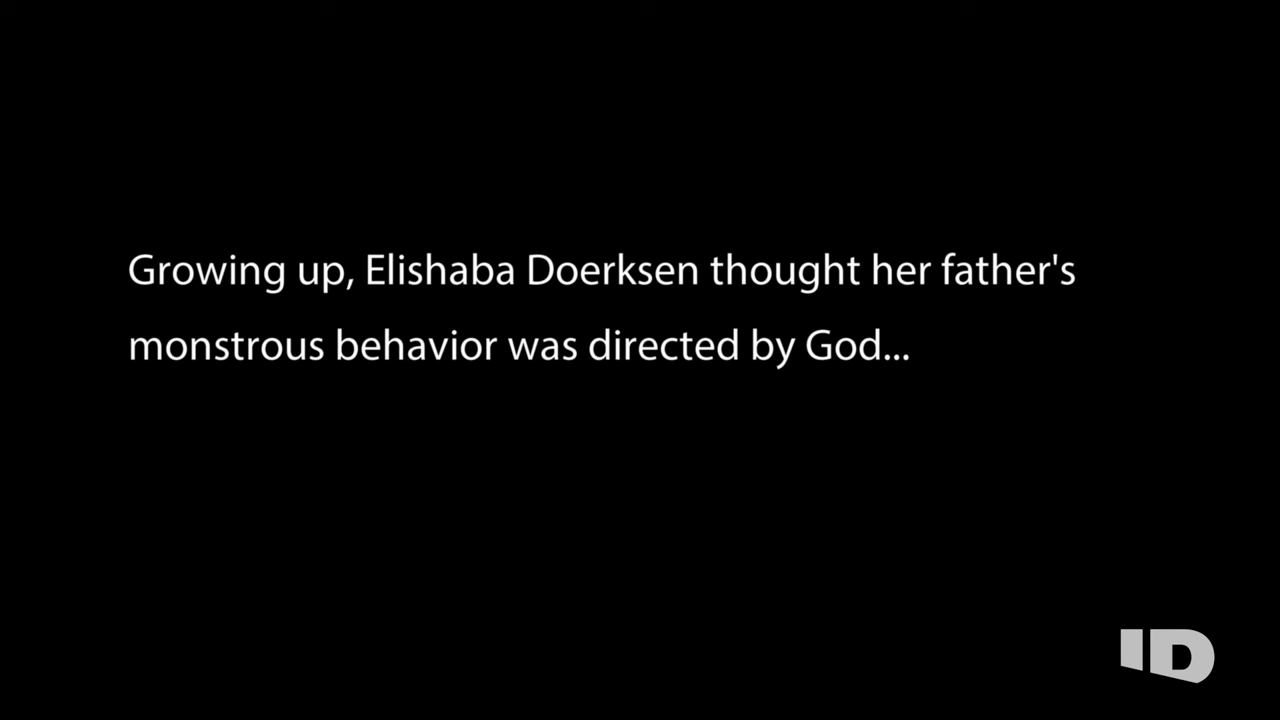 Growing up, Elishaba Doerksen thought her father's
monstrous behavior was directed by God...
ID